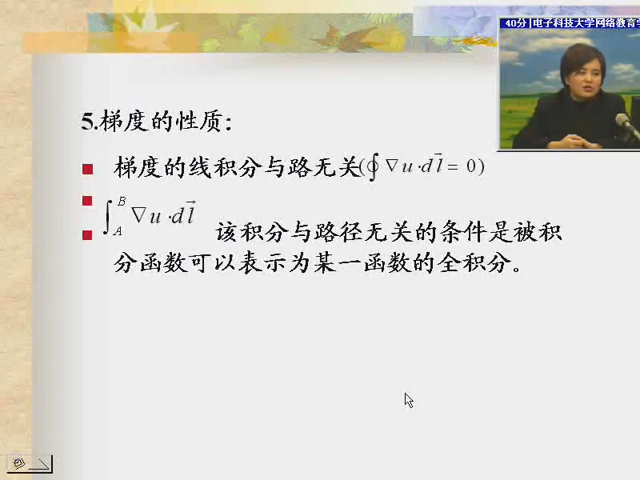 40分|电子科技大学网络教育学
5.梯度的性质：
梯度的线积分与路无关(∮∇u·dl⃗ = 0)
∫_A^B ∇u·dl⃗
该积分与路径无关的条件是被积
分函数可以表示为某一函数的全积分。